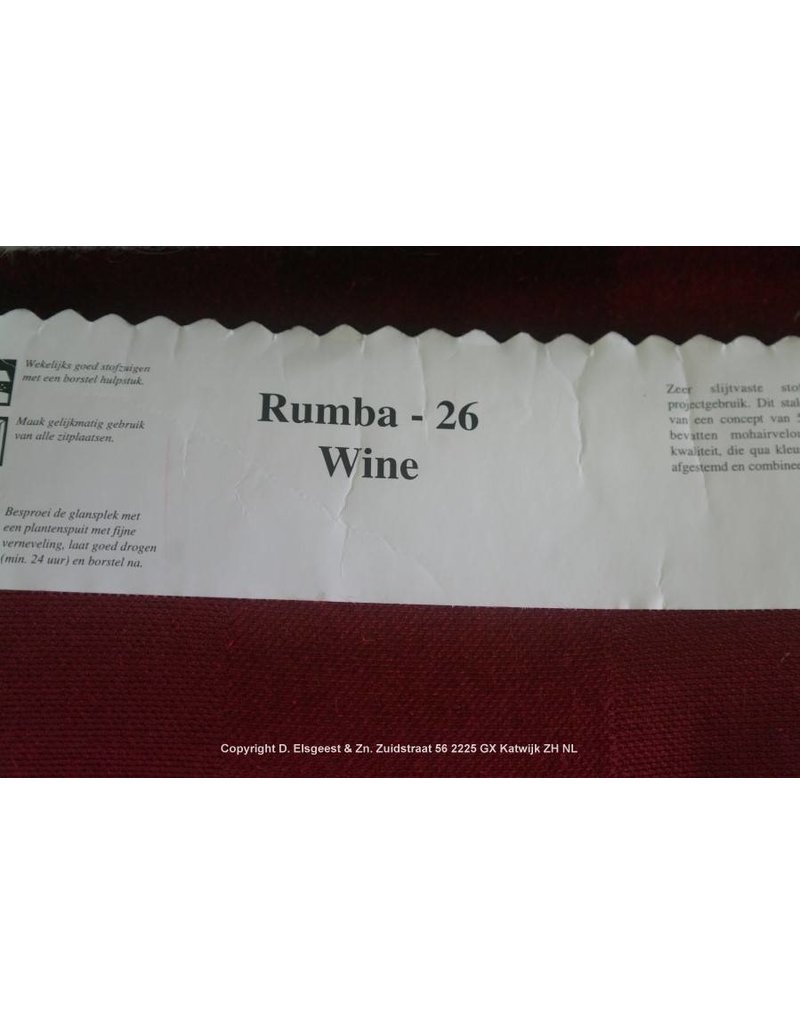 Wekelijks goed stofzuigen
met een borstel hulpstuk.
Maak gelijkmatig gebruik
van alle zitplaatsen.
Besproei de glansplek met
een plantenspuit met fijne
verneveling, laat goed drogen
(min. 24 uur) en borstel na.
Rumba - 26
Wine
Zeer slijtvaste
projectgebruik. Dit
van een concept van
bevatten
kwaliteit, die qua
afgestemd en
Copyright D. Elsgeest & Zn. Zuidstraat 56 2225 GX Katwijk ZH NL